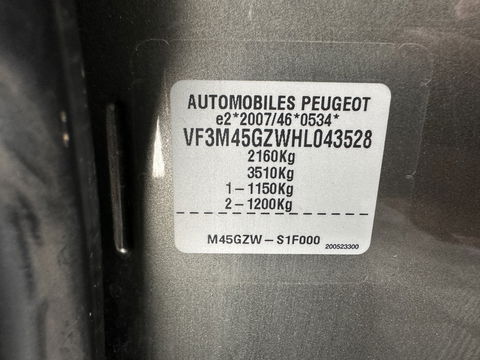 AUTOMOBILES PEUGEOT
e2*2007/46*0534*
VF3M45GZWHL043528
2160Kg
3510Kg
1-1150Kg
2-1200Kg
M45GZW-S1F000
200523300